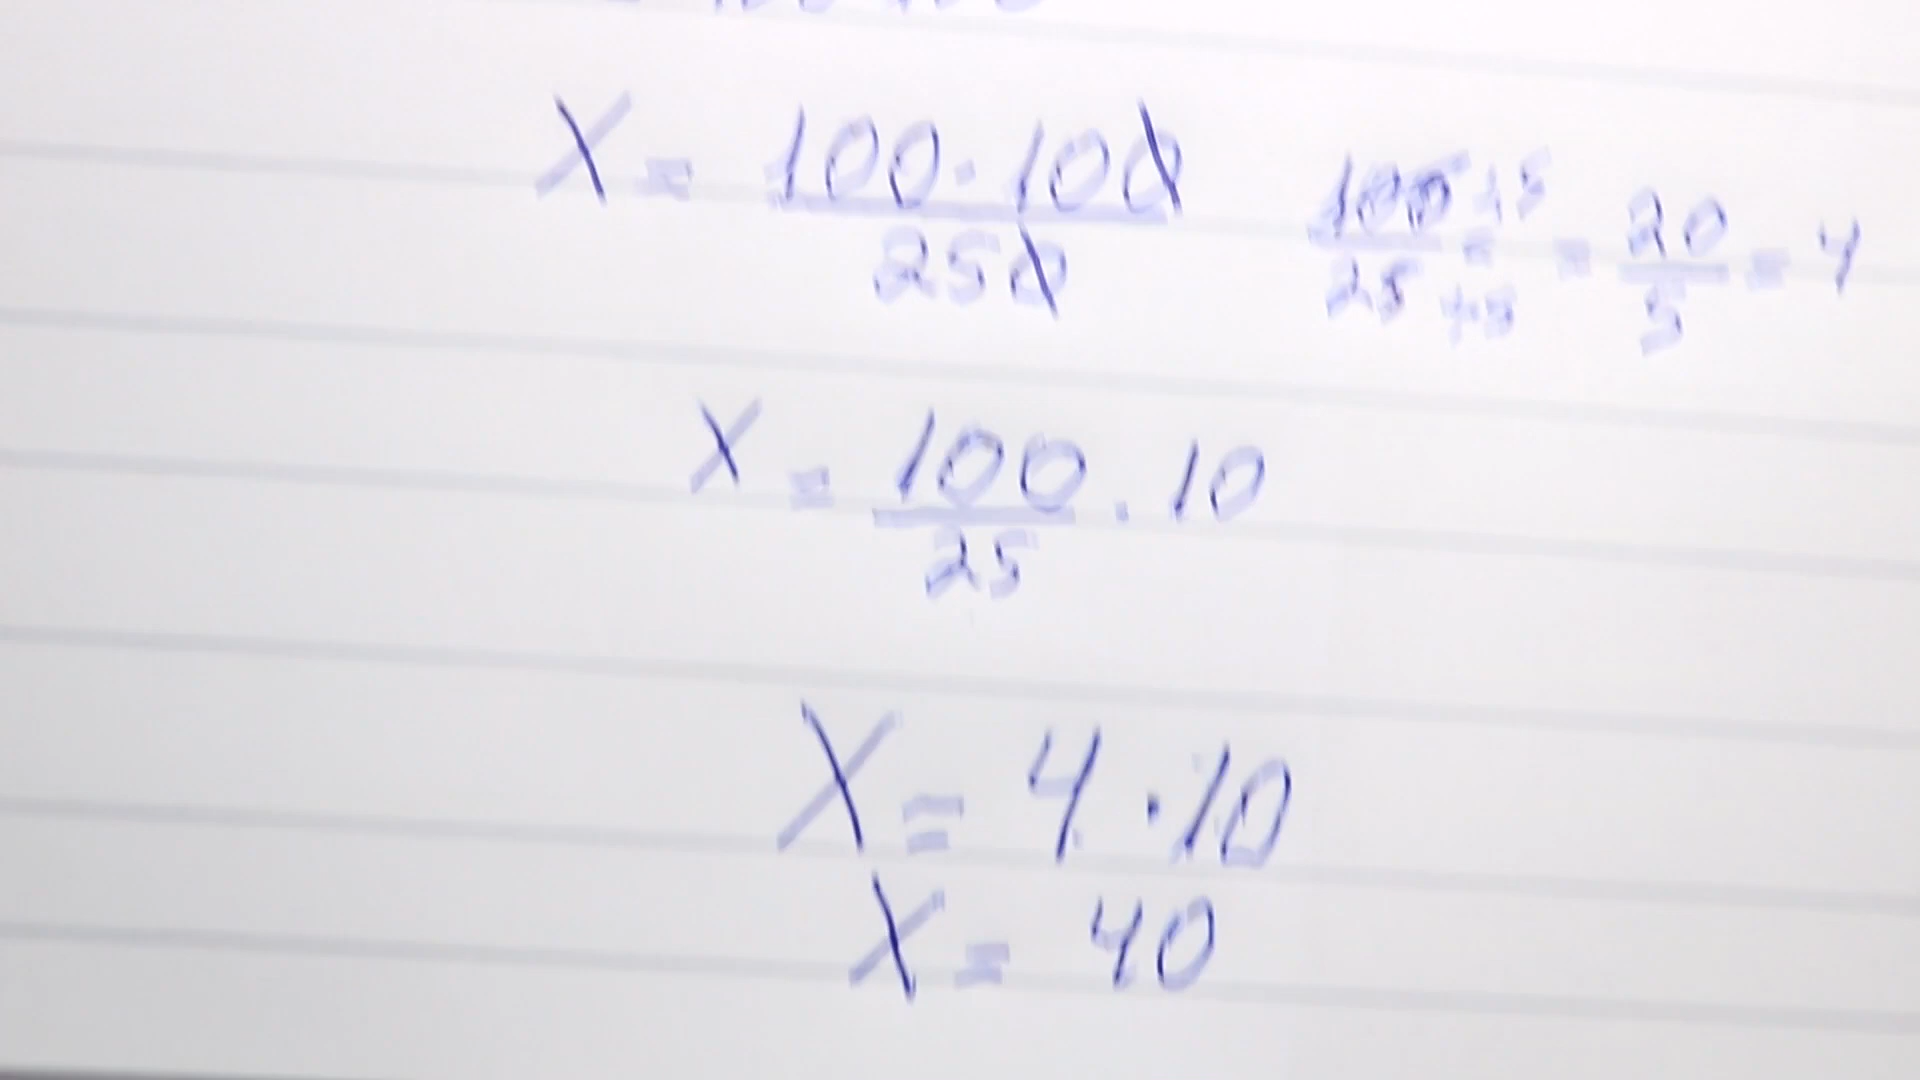 X = 100 · 100 / 250
100 ÷5 / 25 ÷5 = = 20 / 5 = 4
X = 100 / 25 · 10
X = 4 · 10
X = 40